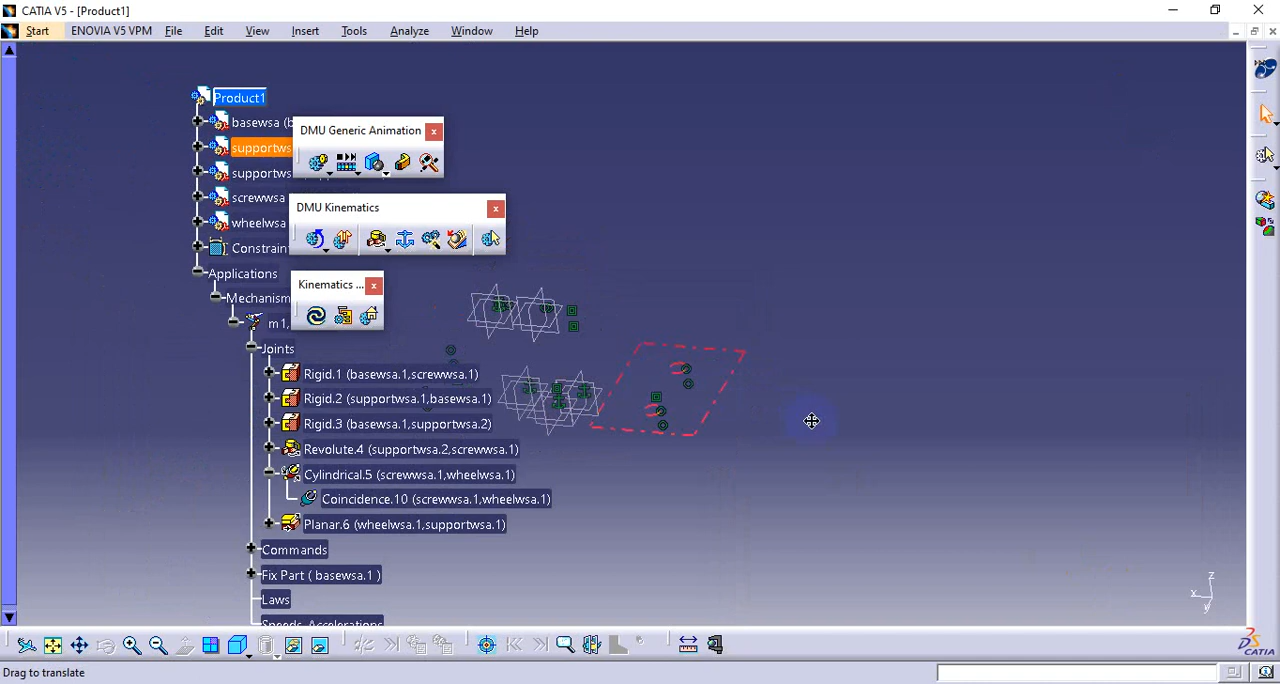 CATIA V5 - [Product1]
Start ENOVIA V5 VPM File Edit View Insert Tools Analyze Window Help
Product1
basewsa (b
DMU Generic Animation
supportws
supportws
screwwsa
DMU Kinematics
wheelwsa
Constrain
Applications
Kinematics ...
Mechanism
m1,
Joints
Rigid.1 (basewsa.1,screwwsa.1)
Rigid.2 (supportwsa.1,basewsa.1)
Rigid.3 (basewsa.1,supportwsa.2)
Revolute.4 (supportwsa.2,screwwsa.1)
Cylindrical.5 (screwwsa.1,wheelwsa.1)
Coincidence.10 (screwwsa.1,wheelwsa.1)
Planar.6 (wheelwsa.1,supportwsa.1)
Commands
Fix Part ( basewsa.1 )
Laws
Speeds, Accelerations
z
x
y
CATIA
Drag to translate